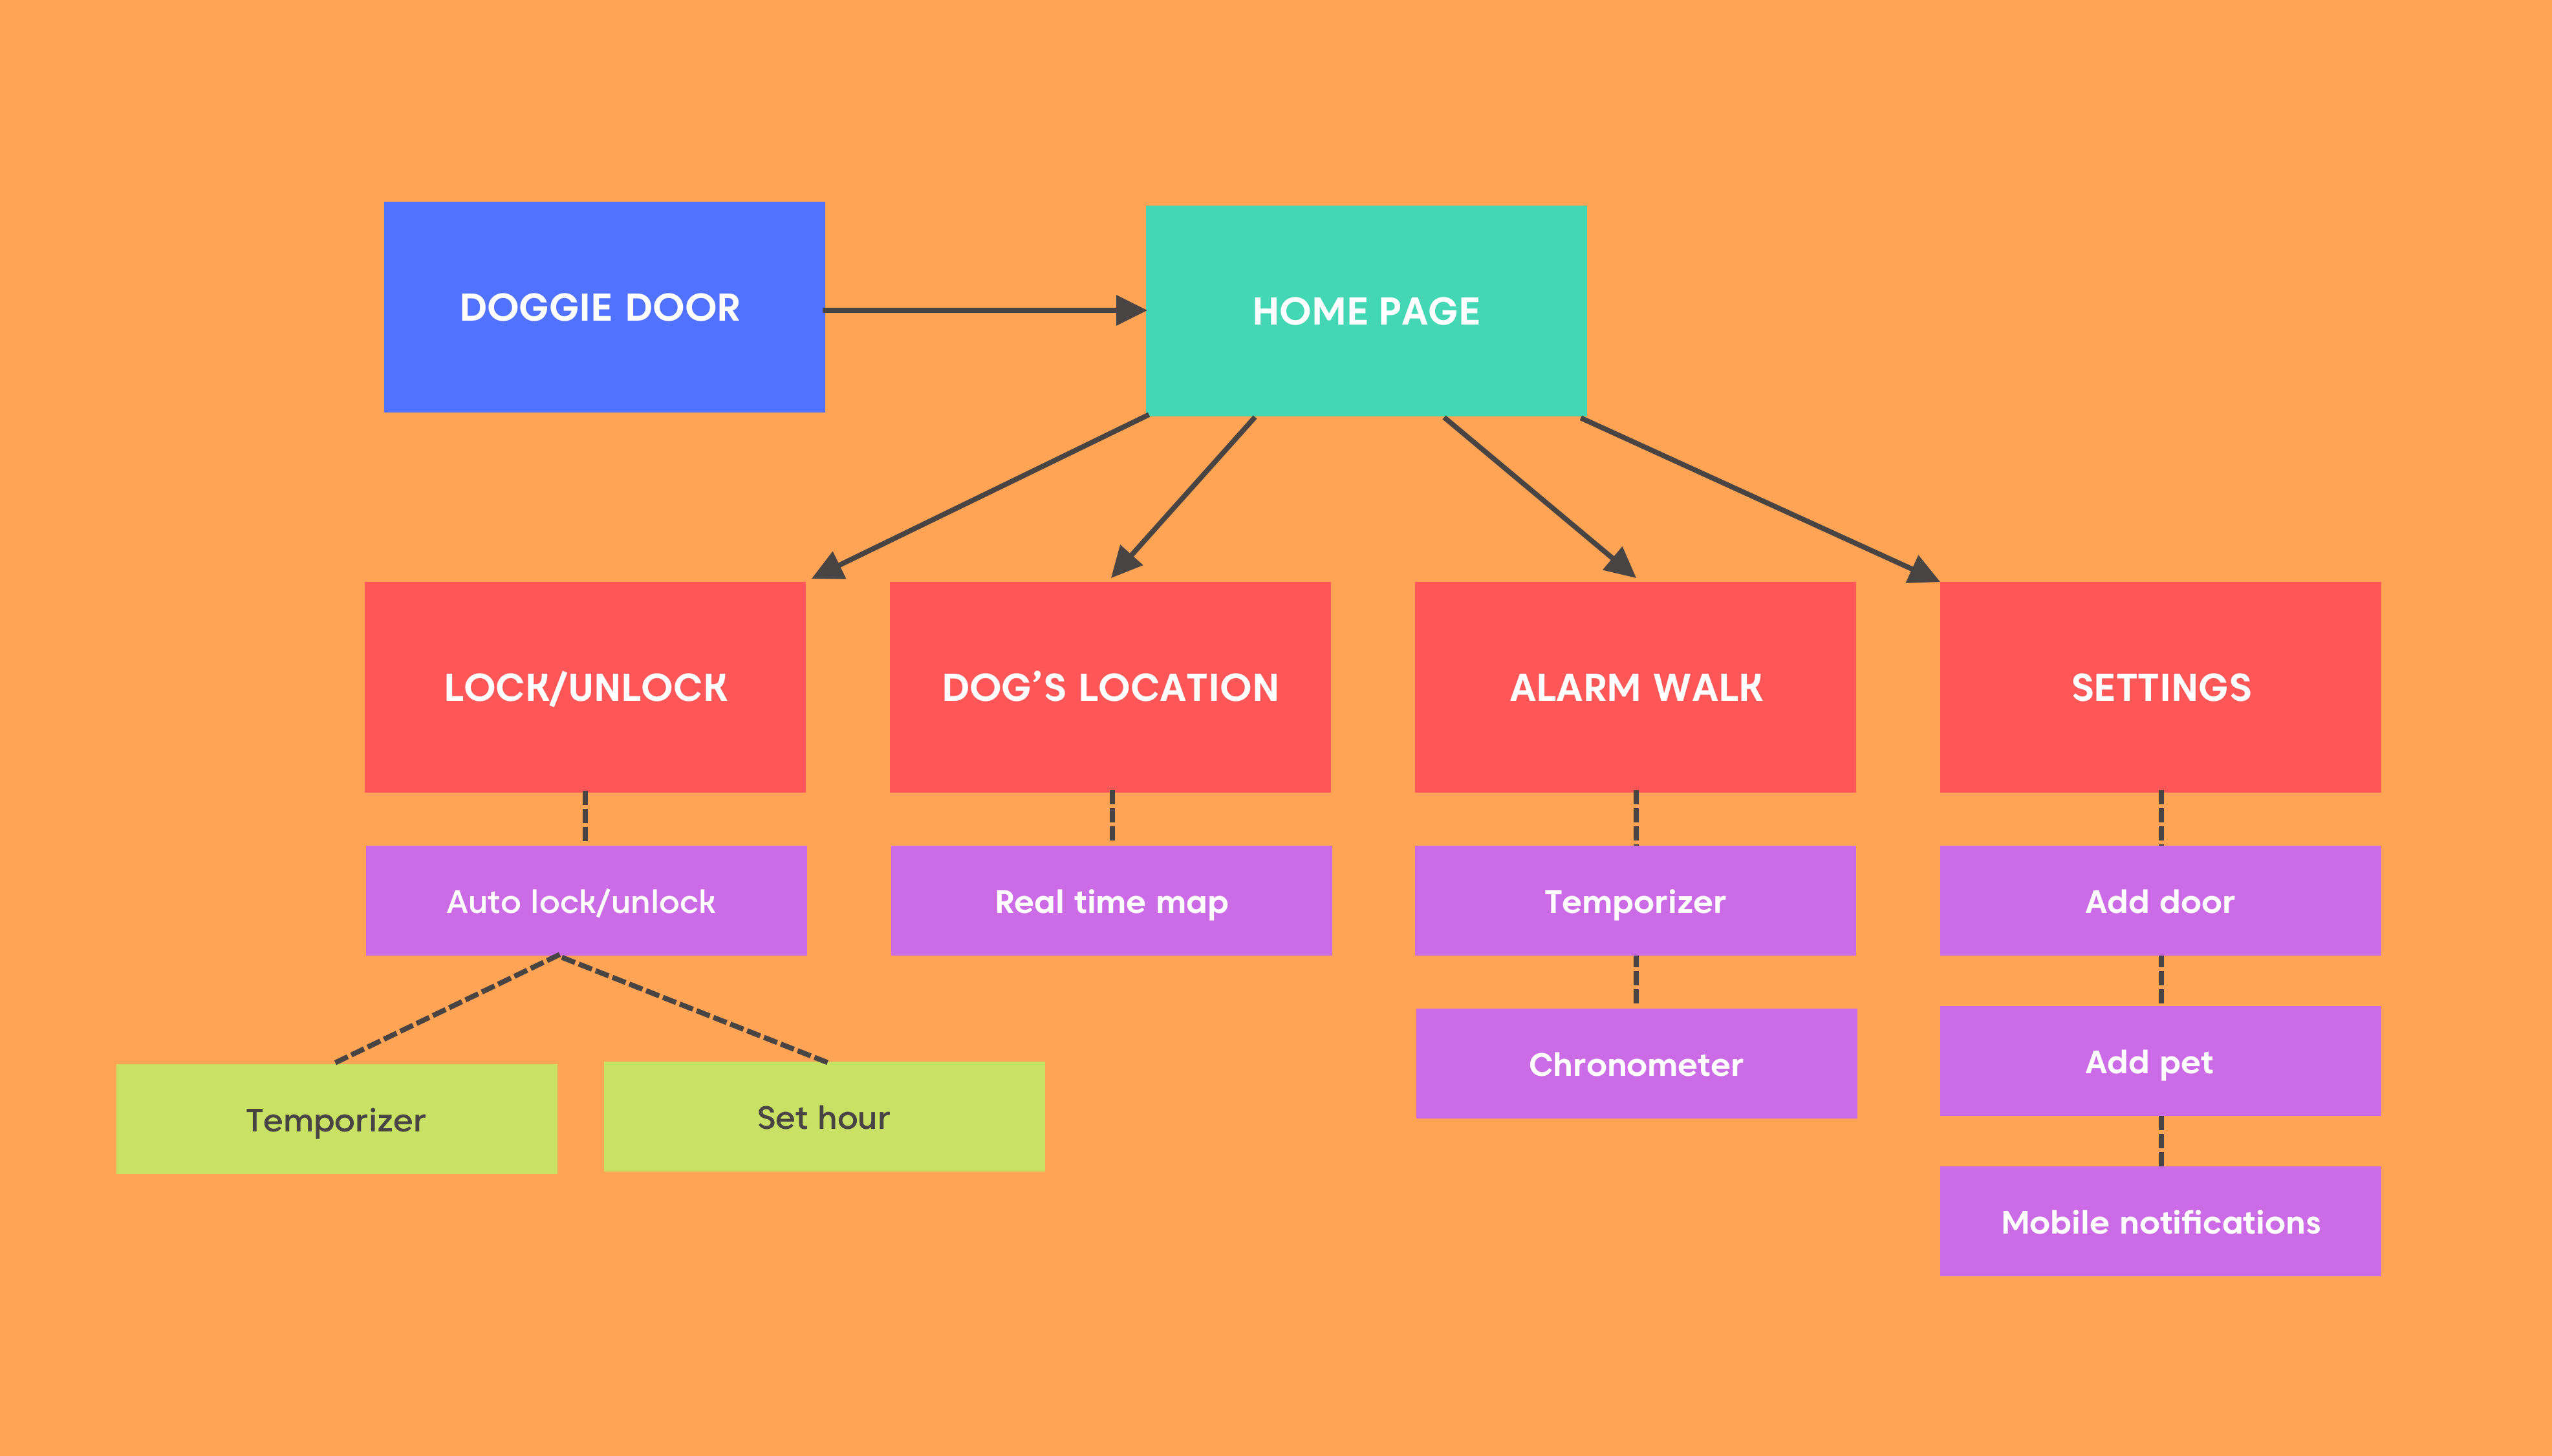 DOGGIE DOOR
HOME PAGE
LOCK/UNLOCK
DOG’S LOCATION
ALARM WALK
SETTINGS
Auto lock/unlock
Real time map
Temporizer
Add door
Temporizer
Set hour
Chronometer
Add pet
Mobile notifications